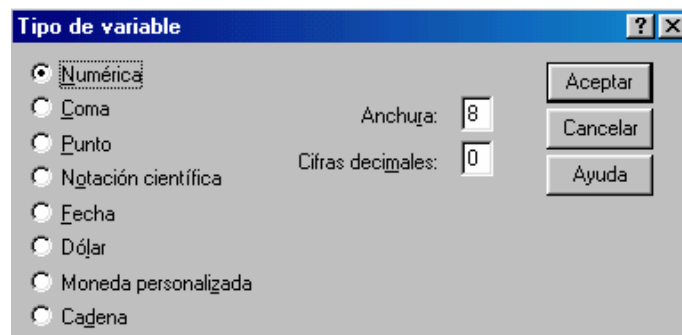 Tipo de variable
Numérica
Coma
Punto
Notación científica
Fecha
Dólar
Moneda personalizada
Cadena
Anchura: 8
Cifras decimales: 0
Aceptar
Cancelar
Ayuda